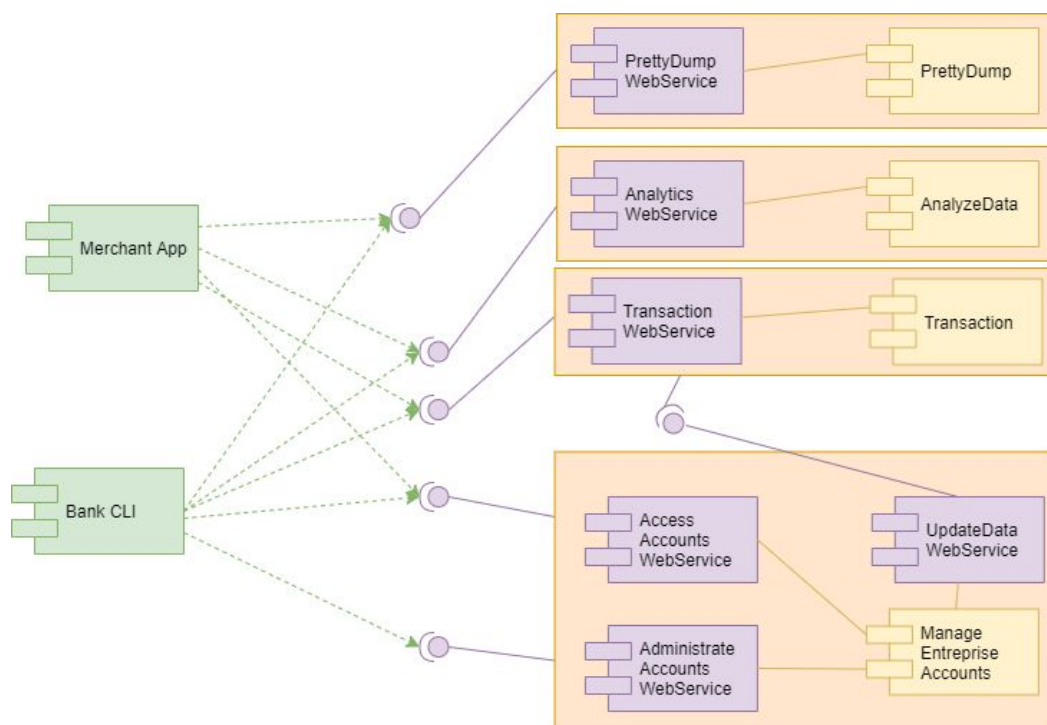 PrettyDump
WebService
PrettyDump
Analytics
WebService
AnalyzeData
Merchant App
Transaction
WebService
Transaction
Bank CLI
Access
Accounts
WebService
UpdateData
WebService
Administrate
Accounts
WebService
Manage
Entreprise
Accounts